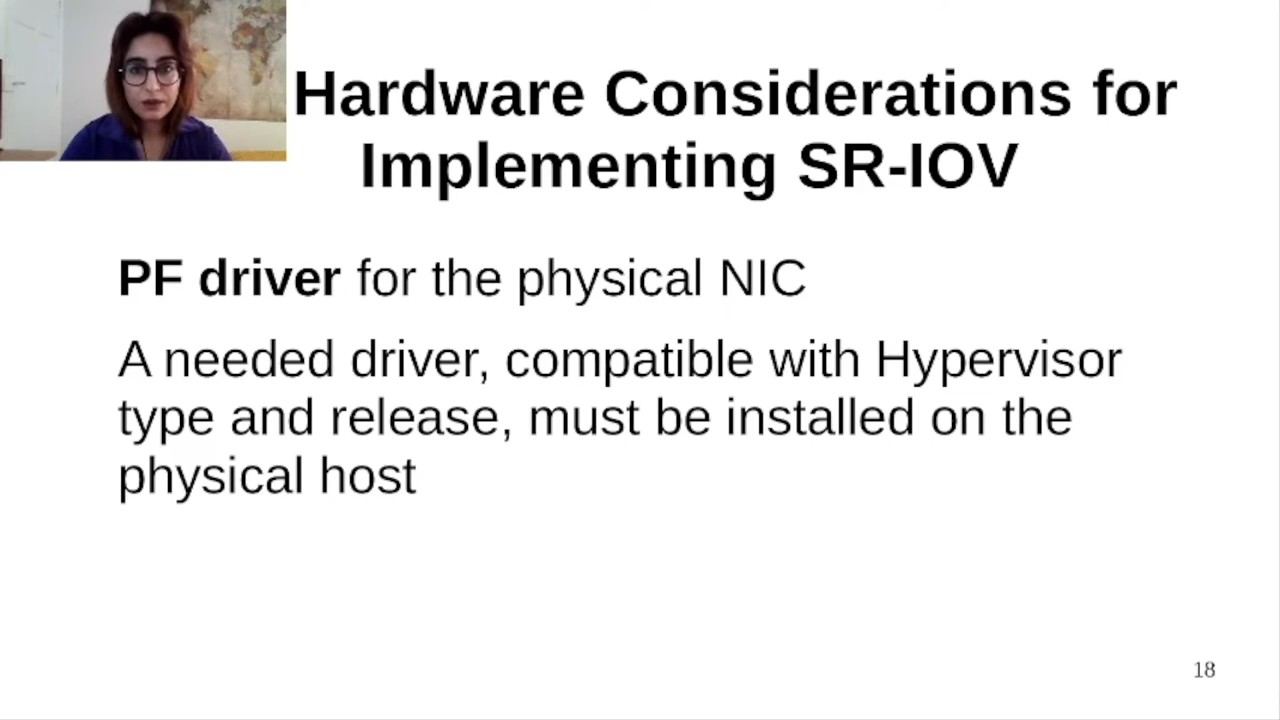 Hardware Considerations for
Implementing SR-IOV
PF driver for the physical NIC
A needed driver, compatible with Hypervisor
type and release, must be installed on the
physical host
18